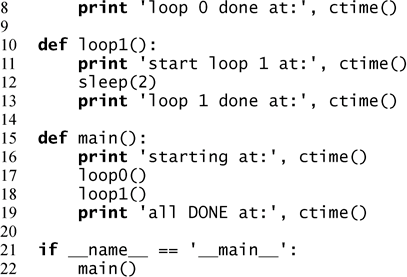 8         print 'loop 0 done at:', ctime()
9
10    def loop1():
11        print 'start loop 1 at:', ctime()
12        sleep(2)
13        print 'loop 1 done at:', ctime()
14
15    def main():
16        print 'starting at:', ctime()
17        loop0()
18        loop1()
19        print 'all DONE at:', ctime()
20
21    if __name__ == '__main__':
22        main()